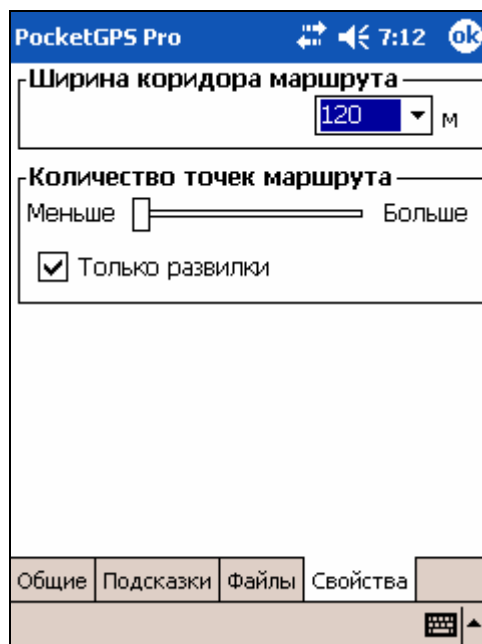 PocketGPS Pro 7:12 ok
Ширина коридора маршрута
120 м
Количество точек маршрута
Меньше Больше
Только развилки
Общие Подсказки Файлы Свойства